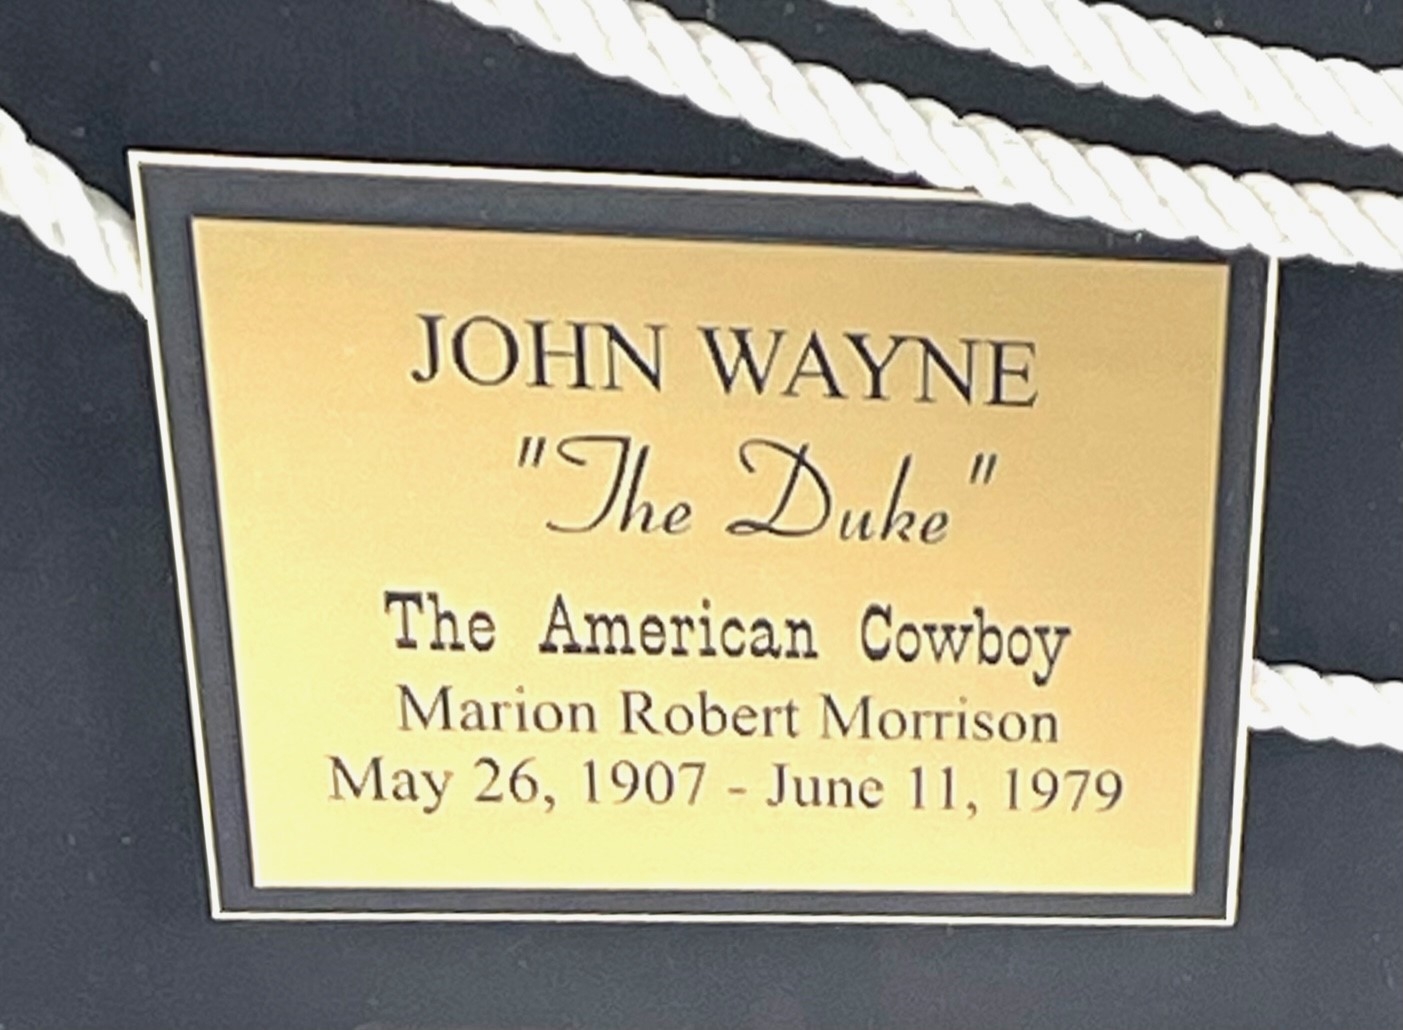 JOHN WAYNE
"The Duke"
The American Cowboy
Marion Robert Morrison
May 26, 1907 - June 11, 1979